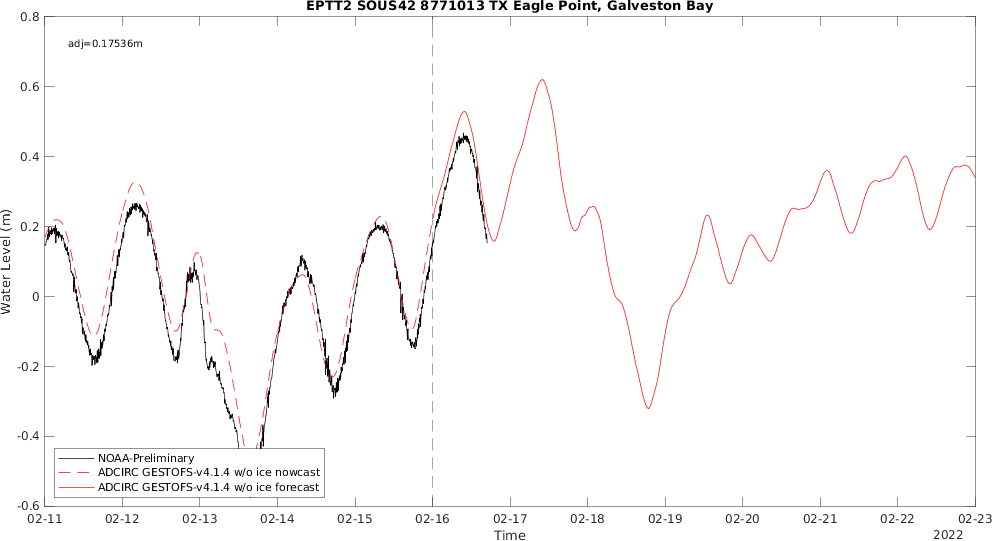 EPTT2 SOUS42 8771013 TX Eagle Point, Galveston Bay
adj=0.17536m
0.8
0.6
0.4
0.2
0
-0.2
-0.4
-0.6
Water Level (m)
NOAA-Preliminary
ADCIRC GESTOFS-v4.1.4 w/o ice nowcast
ADCIRC GESTOFS-v4.1.4 w/o ice forecast
02-11 02-12 02-13 02-14 02-15 02-16 02-17 02-18 02-19 02-20 02-21 02-22 02-23
Time
2022